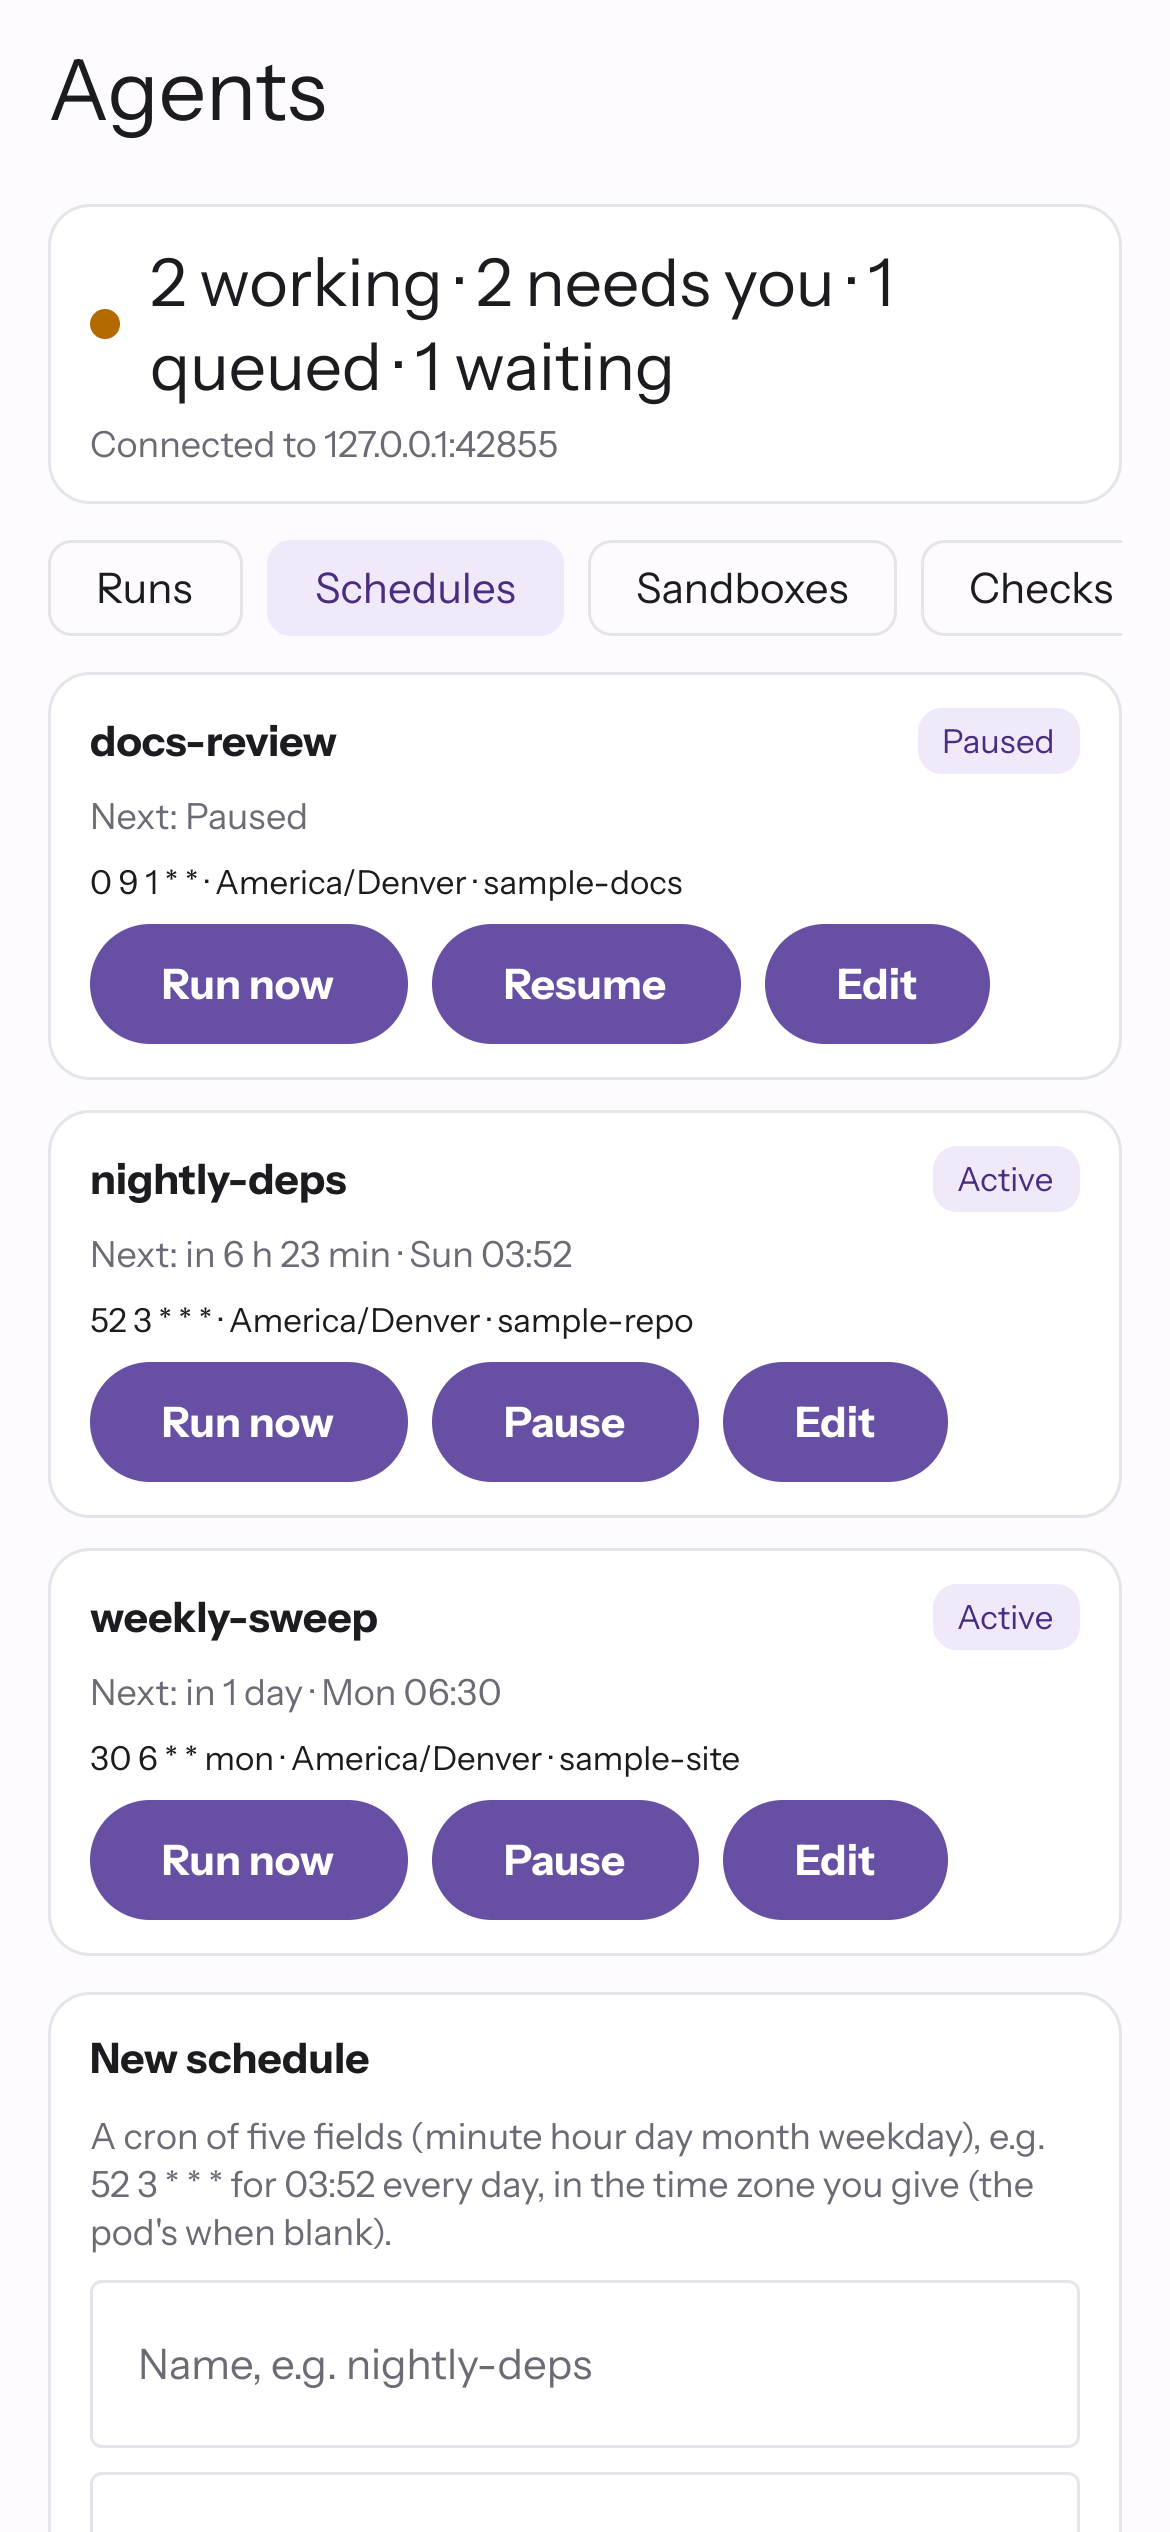 Agents
2 working · 2 needs you · 1
queued · 1 waiting
Connected to 127.0.0.1:42855
Runs
Schedules
Sandboxes
Checks
docs-review
Paused
Next: Paused
0 9 1 * * · America/Denver · sample-docs
Run now
Resume
Edit
nightly-deps
Active
Next: in 6 h 23 min · Sun 03:52
52 3 * * * · America/Denver · sample-repo
Run now
Pause
Edit
weekly-sweep
Active
Next: in 1 day · Mon 06:30
30 6 * * mon · America/Denver · sample-site
Run now
Pause
Edit
New schedule
A cron of five fields (minute hour day month weekday), e.g.
52 3 * * * for 03:52 every day, in the time zone you give (the
pod's when blank).
Name, e.g. nightly-deps